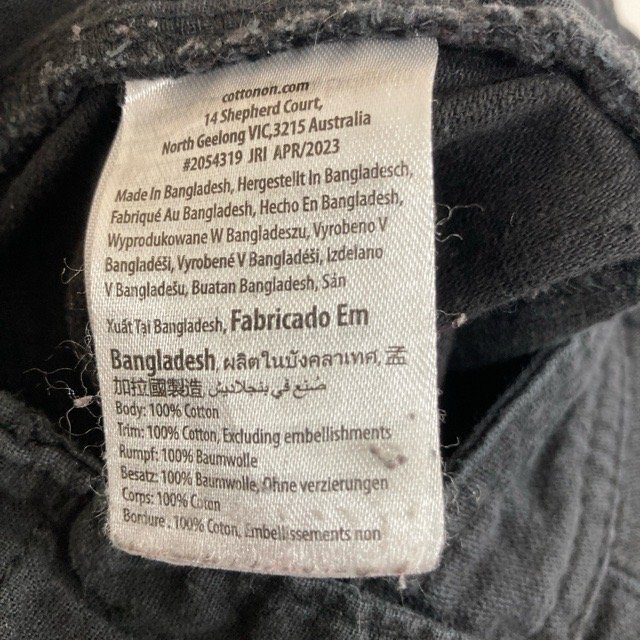 cottonon.com
14 Shepherd Court,
North Geelong VIC,3215 Australia
#2054319 JRI APR/2023
Made In Bangladesh, Hergestellt In Bangladesch,
Fabriqué Au Bangladesh, Hecho En Bangladesh,
Wyprodukowane W Bangladeszu, Vyrobeno V
Bangladéši, Vyrobené V Bangladéši, Izdelano
V Bangladešu, Buatan Bangladesh, Sản
Xuất Tại Bangladesh, Fabricado Em
Bangladesh, ผลิตในบังคลาเทศ, 孟
加拉國製造, صُنع في بنجلاديش
Body: 100% Cotton
Trim: 100% Cotton, Excluding embellishments
Rumpf: 100% Baumwolle
Besatz: 100% Baumwolle, Ohne verzierungen
Corps: 100% Coton
Bordure : 100% Coton, Embellissements non